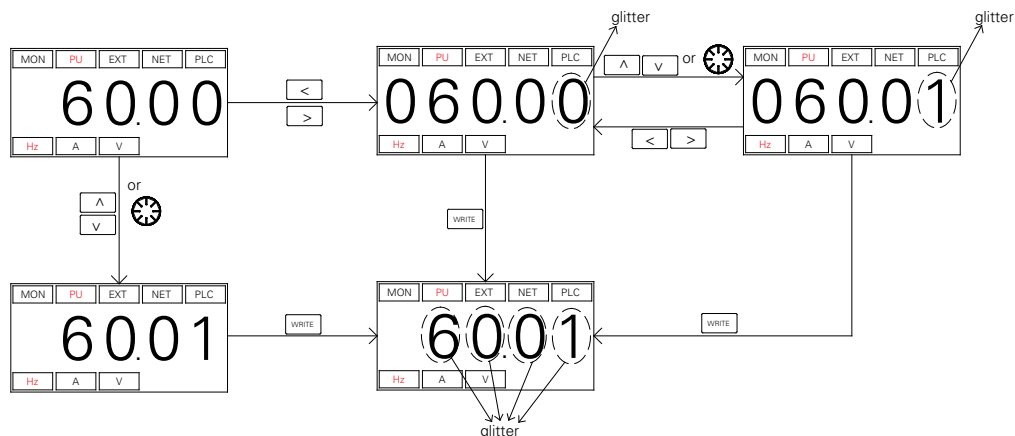 glitter
glitter
MON PU EXT NET PLC
60.00
Hz A V
<
>
MON PU EXT NET PLC
060.00
Hz A V
∧ ∨ or
< >
MON PU EXT NET PLC
060.01
Hz A V
or
∧
∨
WRITE
MON PU EXT NET PLC
60.01
Hz A V
WRITE
MON PU EXT NET PLC
60.01
Hz A V
WRITE
glitter